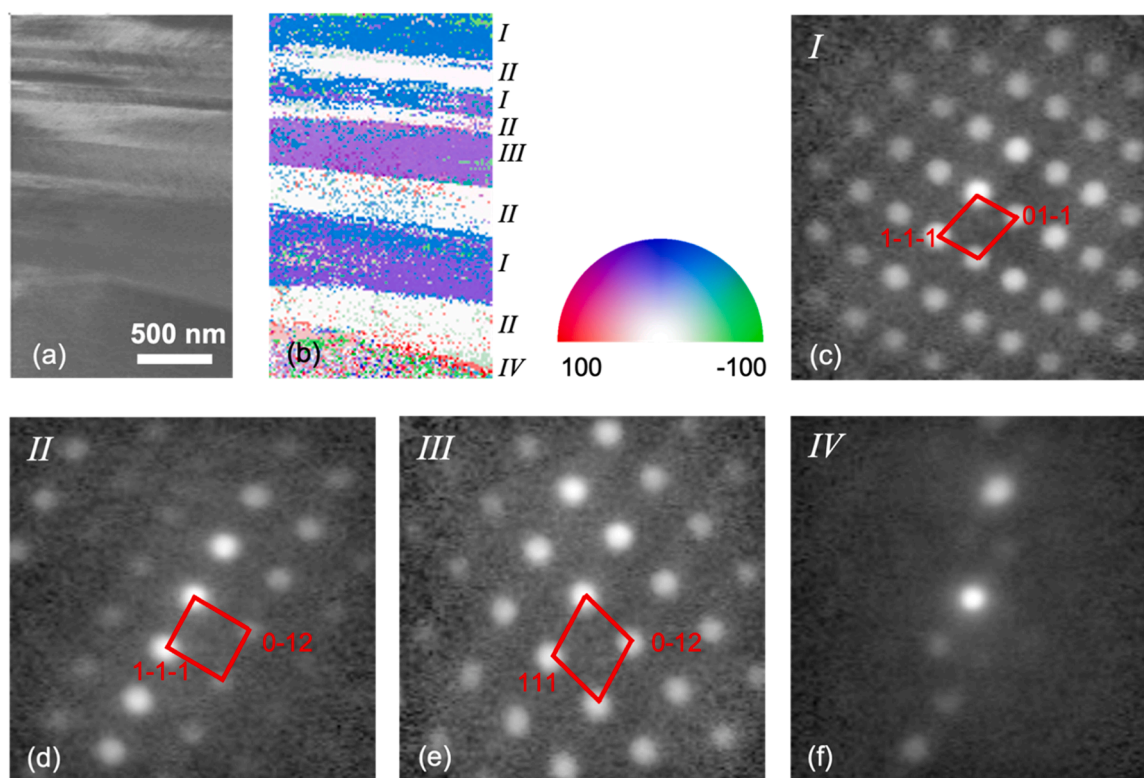 I
II
I
II
III
II
I
II
IV
500 nm
(a)
(b)
100
-100
I
01-1
1-1-1
(c)
II
0-12
1-1-1
(d)
III
0-12
111
(e)
IV
(f)